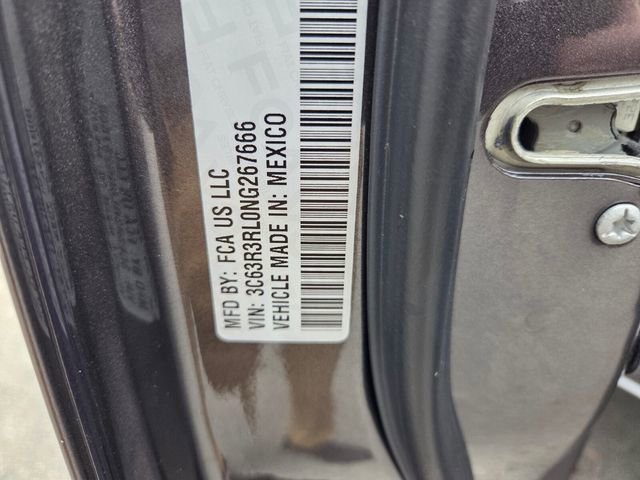 MFD BY: FCA US LLC
VIN: 3C63R3RL0NG267666
VEHICLE MADE IN: MEXICO